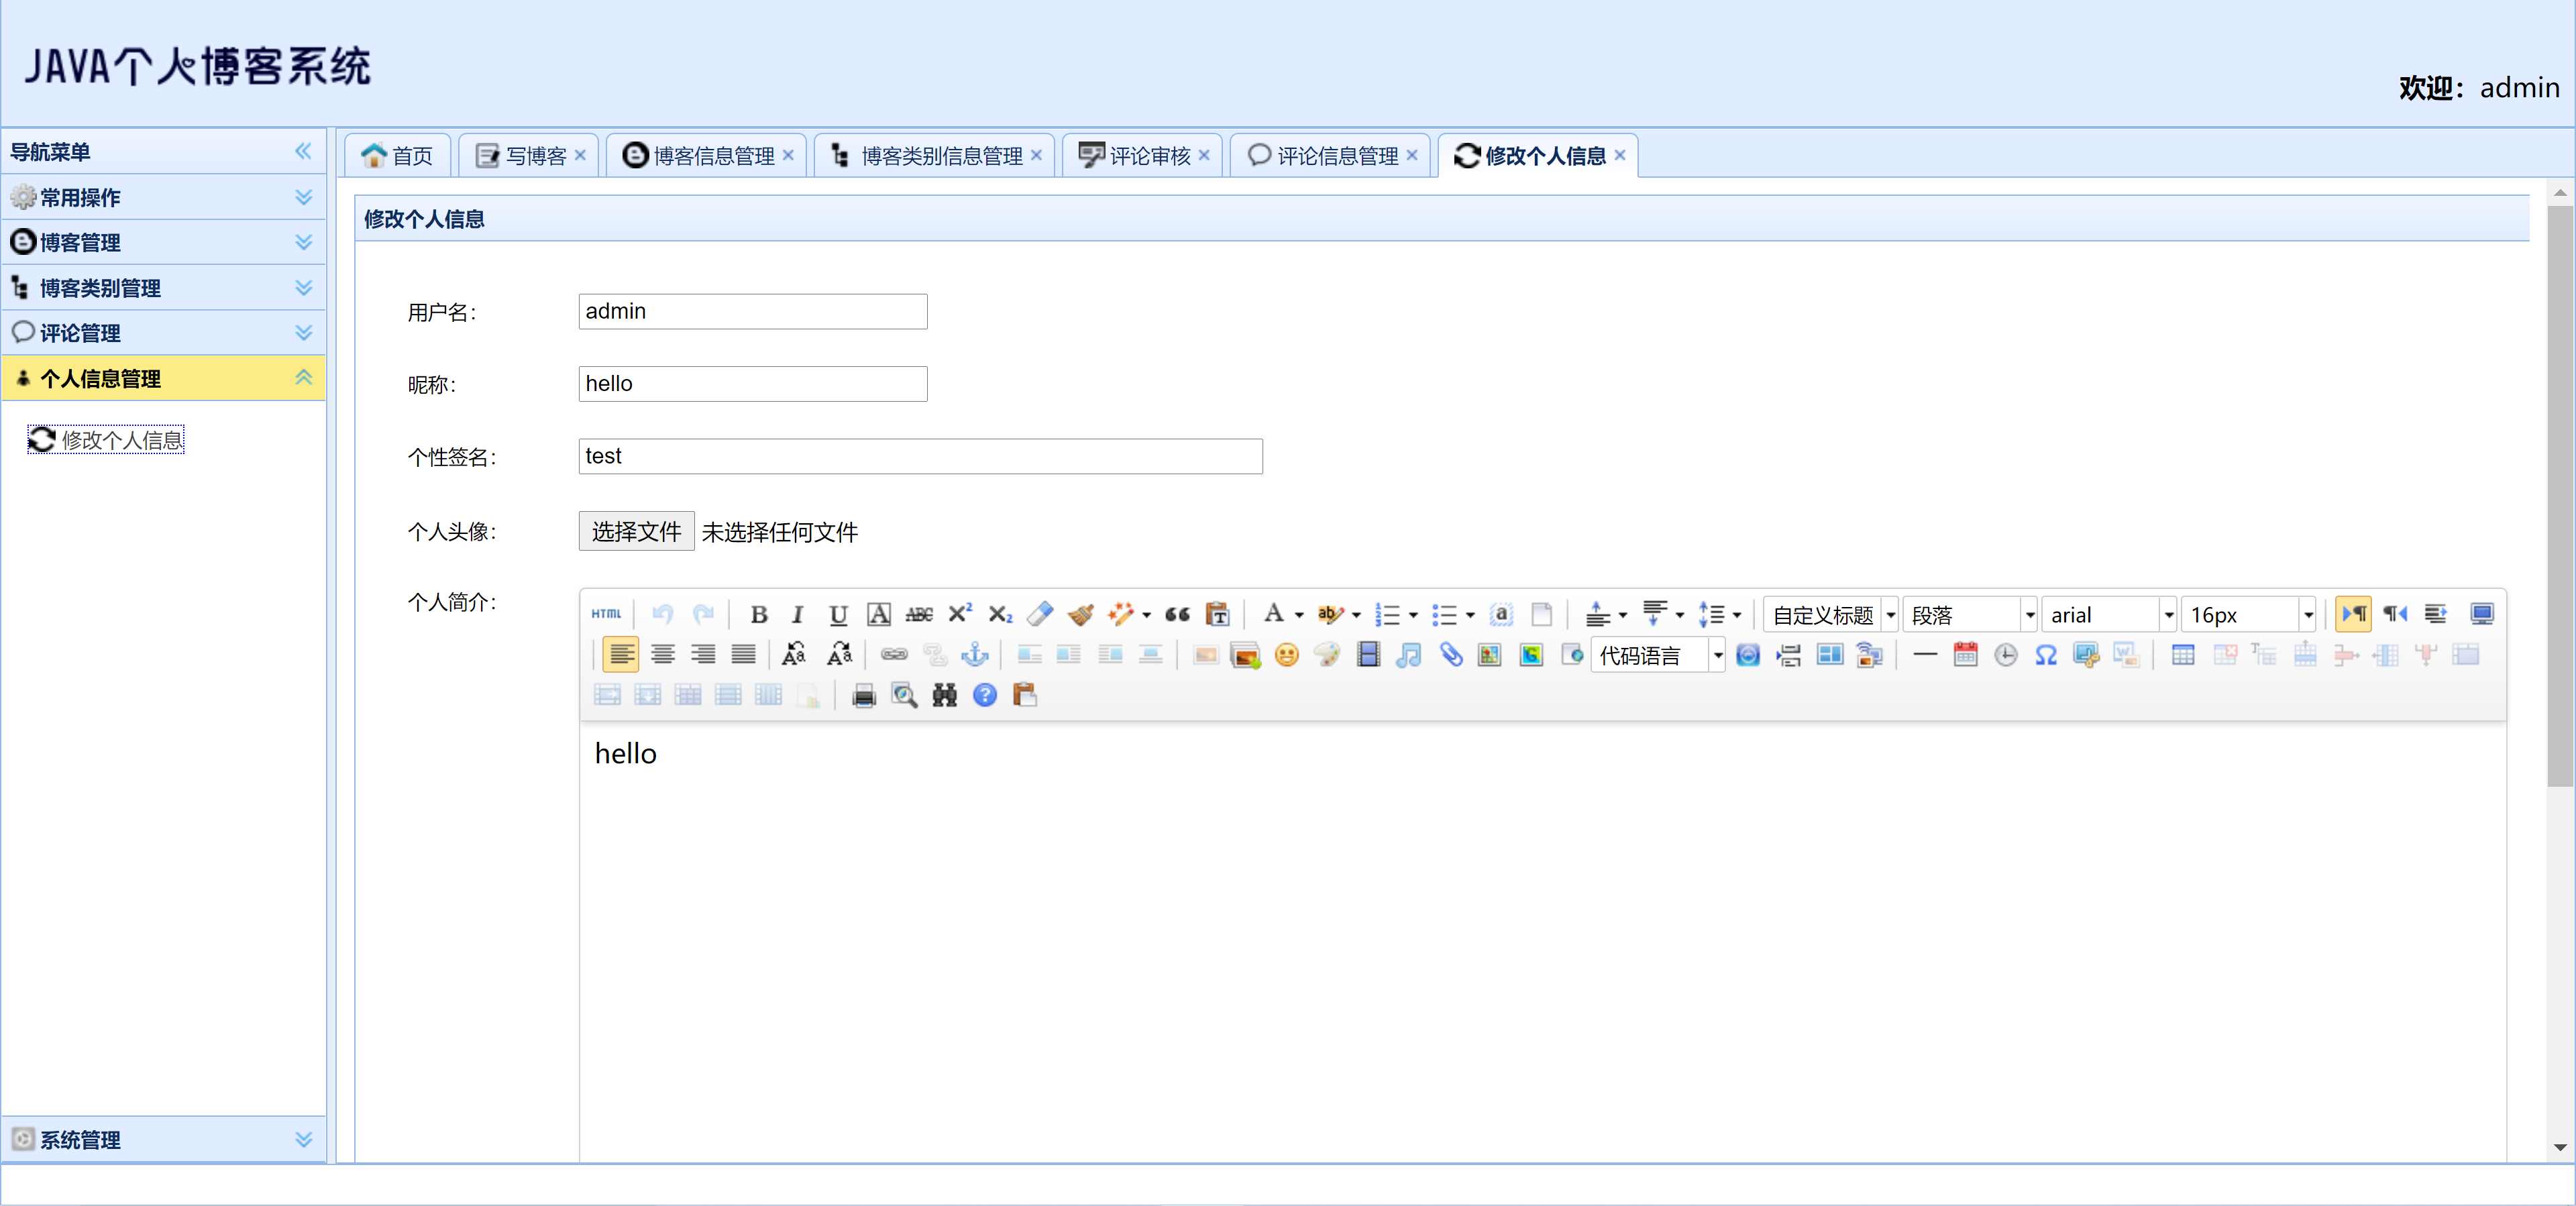 JAVA个人博客系统
欢迎：admin
导航菜单
首页 写博客 博客信息管理 博客类别信息管理 评论审核 评论信息管理 修改个人信息
常用操作
博客管理
博客类别管理
评论管理
个人信息管理
修改个人信息
系统管理
修改个人信息
用户名： admin
昵称： hello
个性签名： test
个人头像： 选择文件 未选择任何文件
个人简介：
HTML B I U A ABC X² X₂ 自定义标题 段落 arial 16px
代码语言
hello